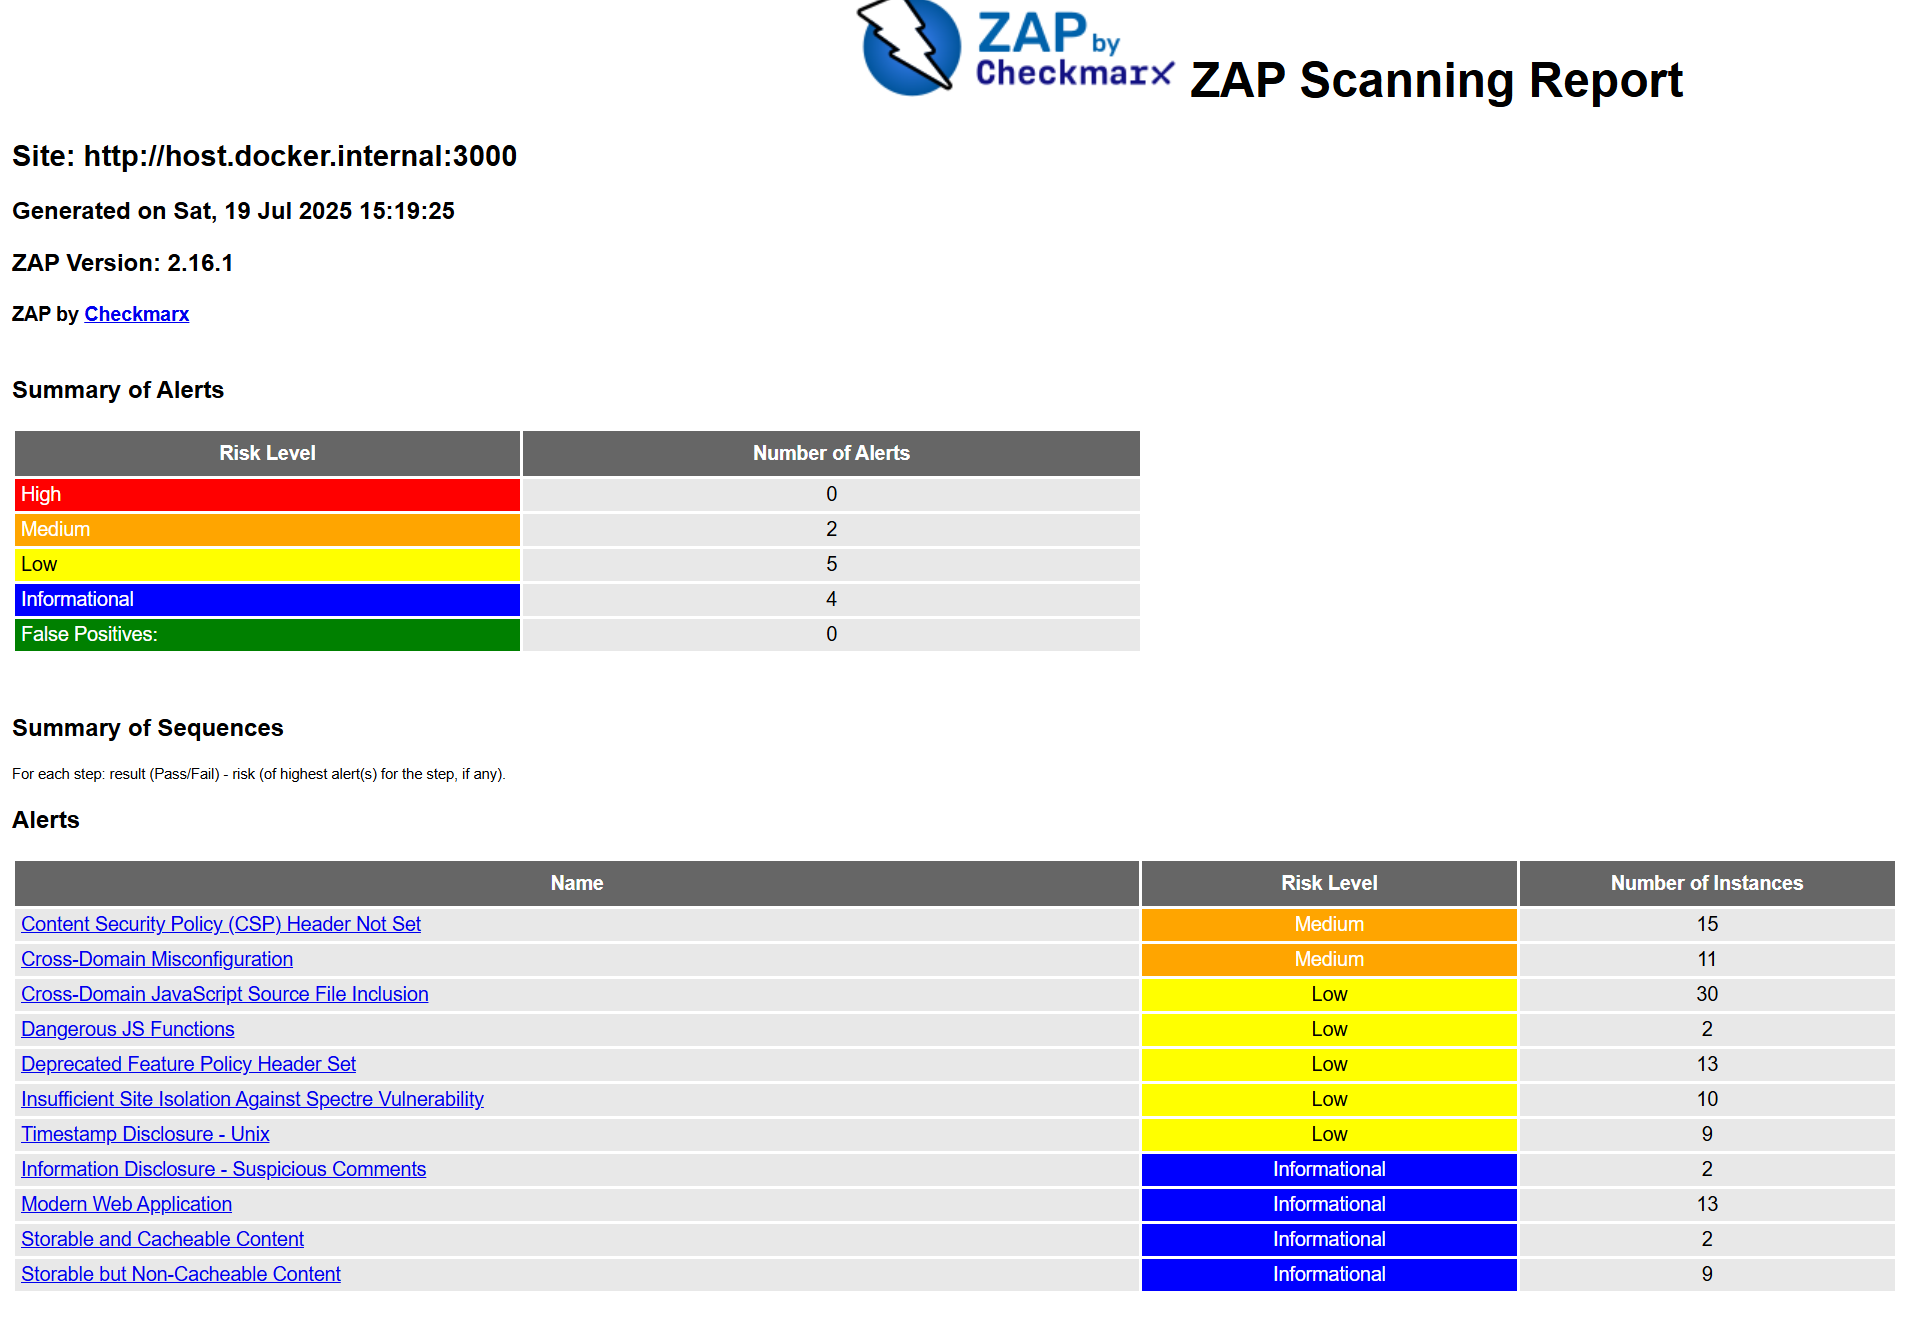 ZAP by
Checkmarx ZAP Scanning Report
Site: http://host.docker.internal:3000
Generated on Sat, 19 Jul 2025 15:19:25
ZAP Version: 2.16.1
ZAP by Checkmarx
Summary of Alerts
Risk Level Number of Alerts
High 0
Medium 2
Low 5
Informational 4
False Positives: 0
Summary of Sequences
For each step: result (Pass/Fail) - risk (of highest alert(s) for the step, if any).
Alerts
Name Risk Level Number of Instances
Content Security Policy (CSP) Header Not Set Medium 15
Cross-Domain Misconfiguration Medium 11
Cross-Domain JavaScript Source File Inclusion Low 30
Dangerous JS Functions Low 2
Deprecated Feature Policy Header Set Low 13
Insufficient Site Isolation Against Spectre Vulnerability Low 10
Timestamp Disclosure - Unix Low 9
Information Disclosure - Suspicious Comments Informational 2
Modern Web Application Informational 13
Storable and Cacheable Content Informational 2
Storable but Non-Cacheable Content Informational 9